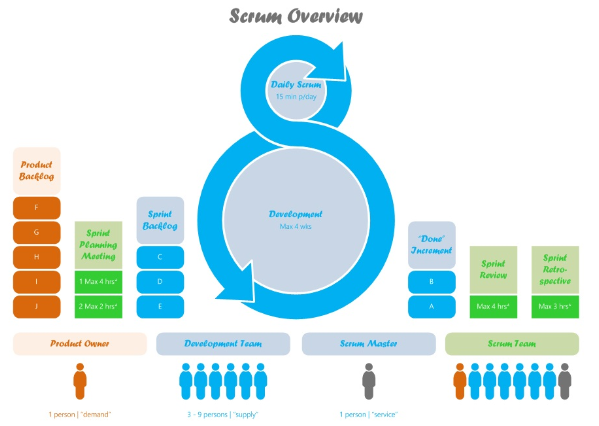 Scrum Overview
Daily Scrum
15 min p/day
Product
Backlog
F
G
H
I
J
Sprint
Planning
Meeting
1 Max 4 hrs*
2 Max 2 hrs*
Sprint
Backlog
C
D
E
Development
Max 4 wks
"Done"
Increment
B
A
Sprint
Review
Max 4 hrs*
Sprint
Retro-
spective
Max 3 hrs*
Product Owner
Development Team
Scrum Master
Scrum Team
1 person | "demand"
3 - 9 persons | "supply"
1 person | "service"